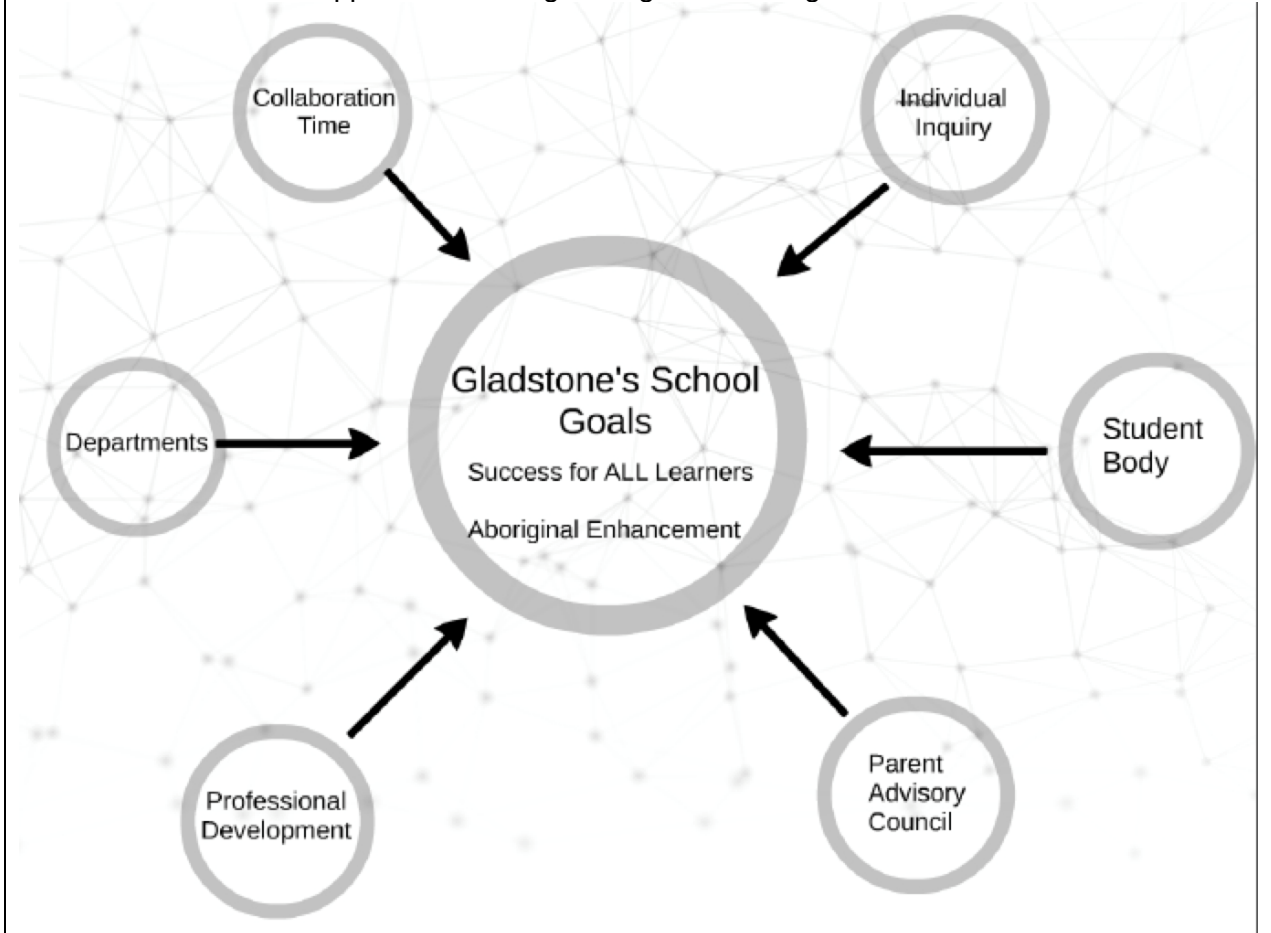 Collaboration
Time
Individual
Inquiry
Gladstone's School
Goals
Success for ALL Learners
Aboriginal Enhancement
Departments
Student
Body
Professional
Development
Parent
Advisory
Council